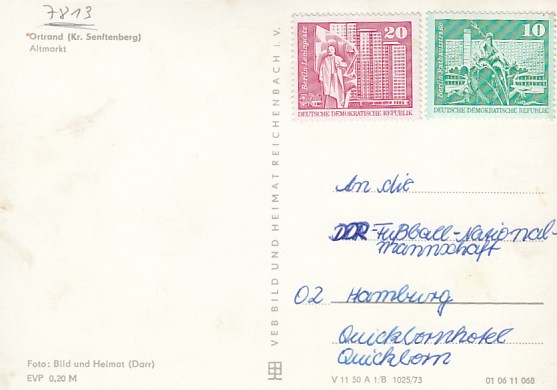 7813
Ortrand (Kr. Senftenberg)
Altmarkt
Berlin-Leninplatz
20
DEUTSCHE DEMOKRATISCHE REPUBLIK
Berlin-Rathausstraße
10
DEUTSCHE DEMOKRATISCHE REPUBLIK
VEB BILD UND HEIMAT REICHENBACH I. V.
An die
DDR-Fußball-National-
mannschaft
02 Hamburg
Quickbornhotel
Quickborn
Foto: Bild und Heimat (Darr)
EVP 0,20 M
V 11 50 A 1/B 1025/73
01 06 11 068